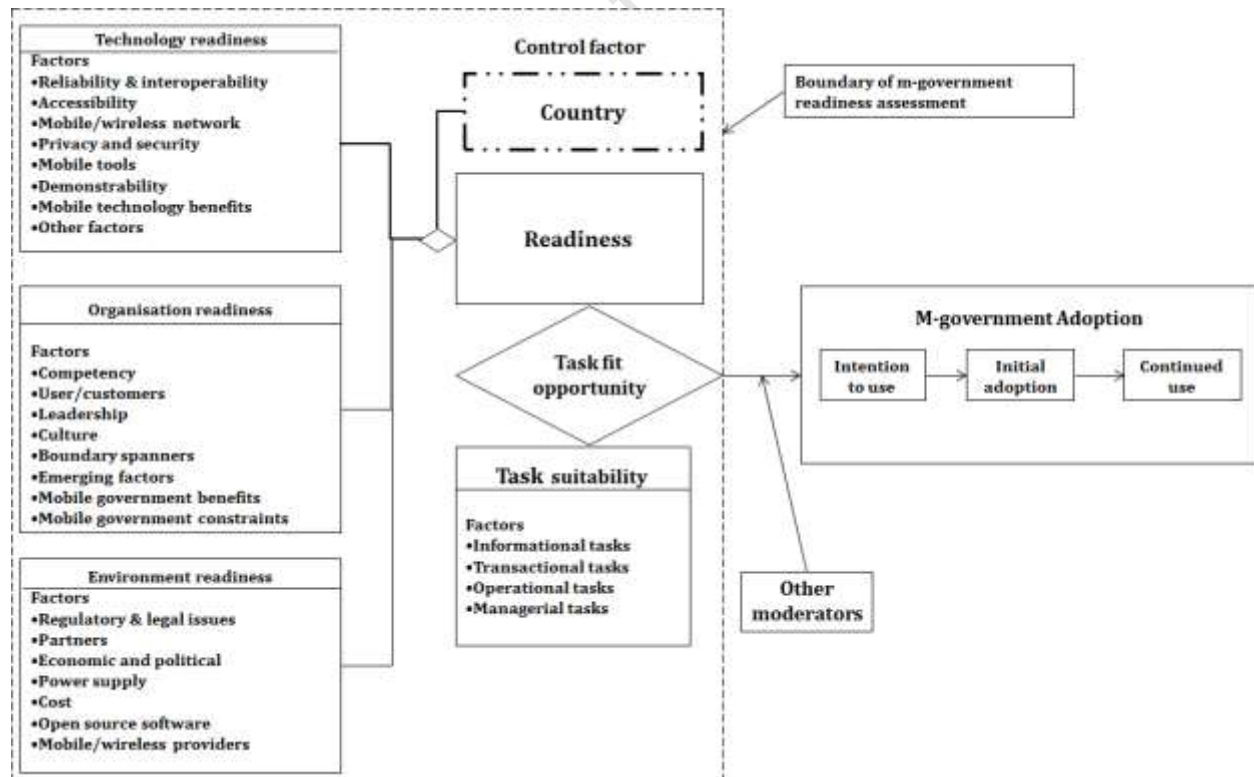 Technology readiness
Factors
•Reliability & interoperability
•Accessibility
•Mobile/wireless network
•Privacy and security
•Mobile tools
•Demonstrability
•Mobile technology benefits
•Other factors
Organisation readiness
Factors
•Competency
•User/customers
•Leadership
•Culture
•Boundary spanners
•Emerging factors
•Mobile government benefits
•Mobile government constraints
Environment readiness
Factors
•Regulatory & legal issues
•Partners
•Economic and political
•Power supply
•Cost
•Open source software
•Mobile/wireless providers
Control factor
Country
Readiness
Task fit
opportunity
Task suitability
Factors
•Informational tasks
•Transactional tasks
•Operational tasks
•Managerial tasks
Boundary of m-government
readiness assessment
M-government Adoption
Intention
to use
Initial
adoption
Continued
use
Other
moderators